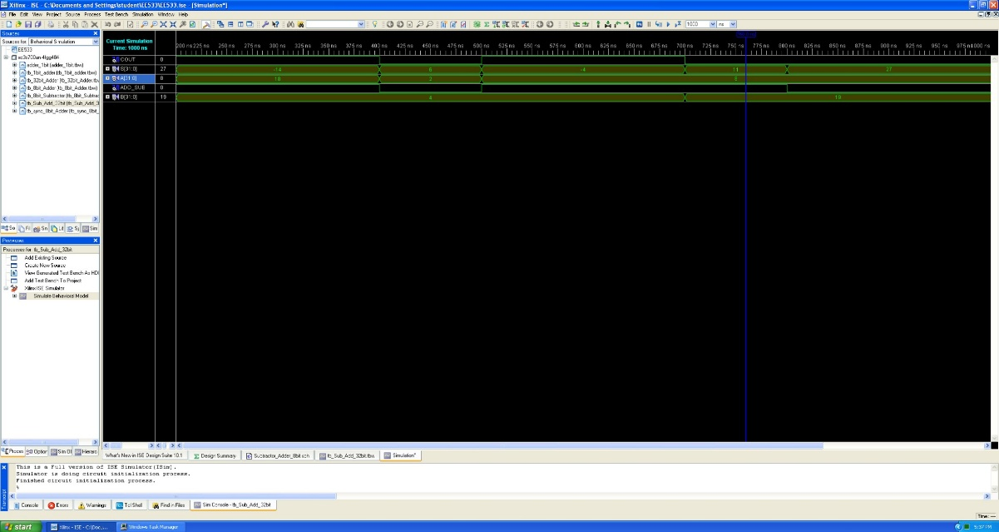 Xilinx - ISE - C:\Documents and Settings\student\EE533\EE533.ise - [Simulation*]
File Edit View Project Source Process Test Bench Simulation Window Help
1000 ns
Sources
Sources for: Behavioral Simulation
EE533
xc3s700an-4fgg484
adder_1bit (adder_1bit.tbw)
tb_1bit_adder (tb_1bit_adder.tbw)
tb_32bit_Adder (tb_32bit_Adder.tbw
tb_8bit_Adder (tb_8bit_Adder.tbw)
tb_8bit_Subtractor (tb_8bit_Subtrac
tb_Sub_Add_32bit (tb_Sub_Add_3
tb_sync_8bit_Adder (tb_sync_8bit_
Current Simulation
Time: 1000 ns
200 ns 225 ns 250 ns 275 ns 300 ns 325 ns 350 ns 375 ns 400 ns 425 ns 450 ns 475 ns 500 ns 525 ns 550 ns 575 ns 600 ns 625 ns 650 ns 675 ns 700 ns 725 ns 750 ns 775 ns 800 ns 825 ns 850 ns 875 ns 900 ns 925 ns 950 ns 975 ns 1000 ns
COUT 0
S[31:0] 27 -14 6 -4 11 27
A[31:0] 8 18 2 8
ADD_SUB 0
B[31:0] 19 4 19
So Sn Lil Sim
Processes
Processes for: tb_Sub_Add_32bit
Add Existing Source
Create New Source
View Generated Test Bench As HD
Add Test Bench To Project
Xilinx ISE Simulator
Simulate Behavioral Model
Proces Option Sim Ol Hierarc
What's New in ISE Design Suite 10.1 Design Summary Subtractor_Adder_8bit.sch tb_Sub_Add_32bit.tbw Simulation*
This is a Full version of ISE Simulator(ISim).
Simulator is doing circuit initialization process.
Finished circuit initialization process.
%
Transcript
Console Errors Warnings Tcl Shell Find in Files Sim Console - tb_Sub_Add_32bit
Time: ---
start Xilinx - ISE - C:\Doc... Windows Task Manager 5:37 PM